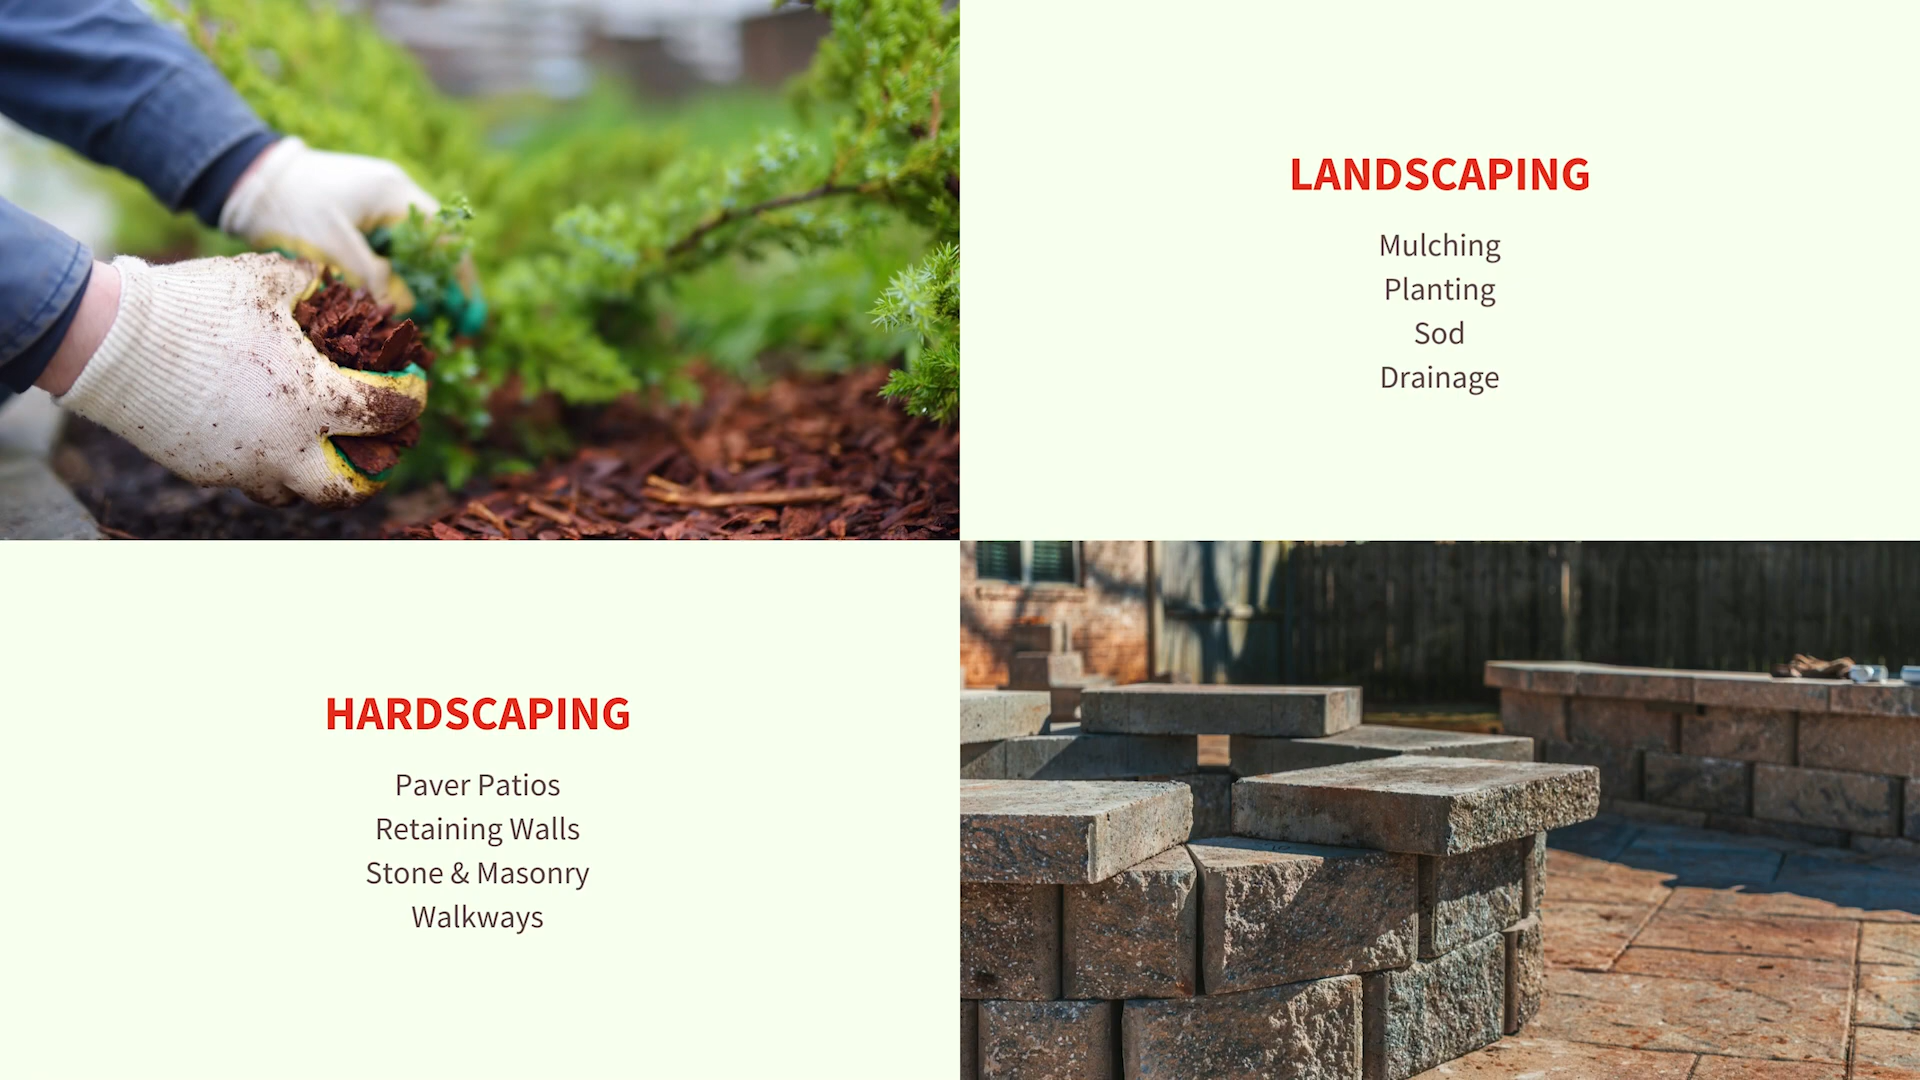 LANDSCAPING
Mulching
Planting
Sod
Drainage
HARDSCAPING
Paver Patios
Retaining Walls
Stone & Masonry
Walkways